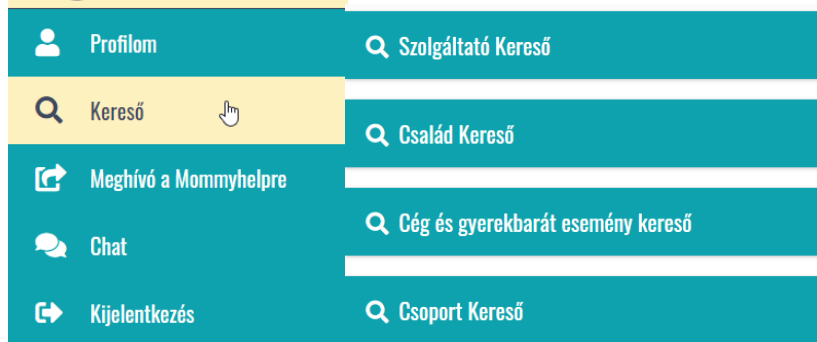 Profilom
Kereső
Meghívó a Mommyhelpre
Chat
Kijelentkezés
Szolgáltató Kereső
Család Kereső
Cég és gyerekbarát esemény kereső
Csoport Kereső